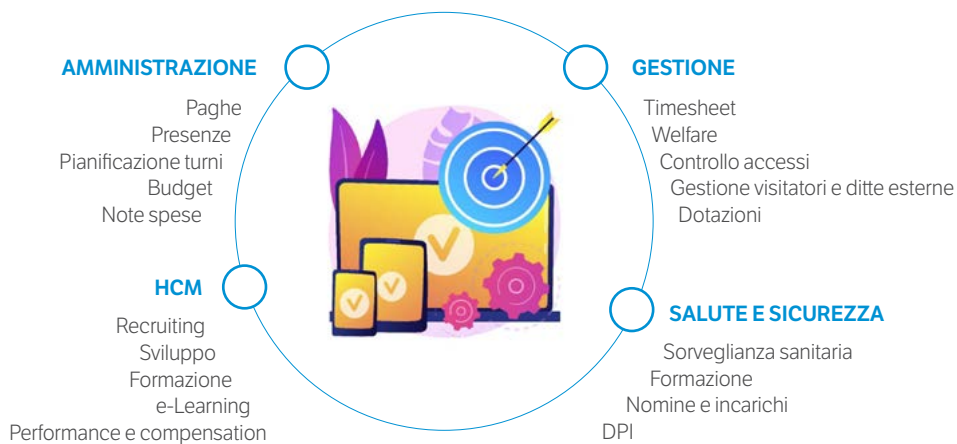 AMMINISTRAZIONE
Paghe
Presenze
Pianificazione turni
Budget
Note spese
GESTIONE
Timesheet
Welfare
Controllo accessi
Gestione visitatori e ditte esterne
Dotazioni
HCM
Recruiting
Sviluppo
Formazione
e-Learning
Performance e compensation
SALUTE E SICUREZZA
Sorveglianza sanitaria
Formazione
Nomine e incarichi
DPI